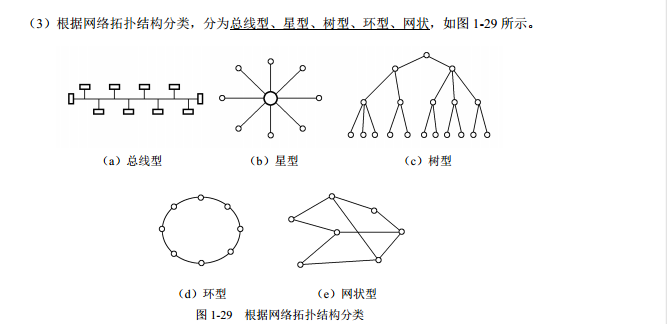 （3）根据网络拓扑结构分类，分为总线型、星型、树型、环型、网状，如图 1-29 所示。
（a）总线型
（b）星型
（c）树型
（d）环型
（e）网状型
图 1-29 根据网络拓扑结构分类